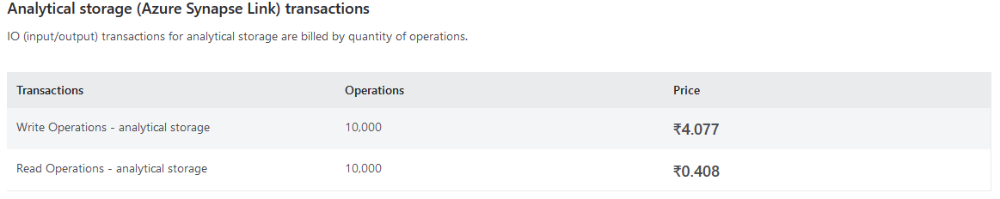 Analytical storage (Azure Synapse Link) transactions
IO (input/output) transactions for analytical storage are billed by quantity of operations.
Transactions Operations Price
Write Operations - analytical storage 10,000 ₹4.077
Read Operations - analytical storage 10,000 ₹0.408